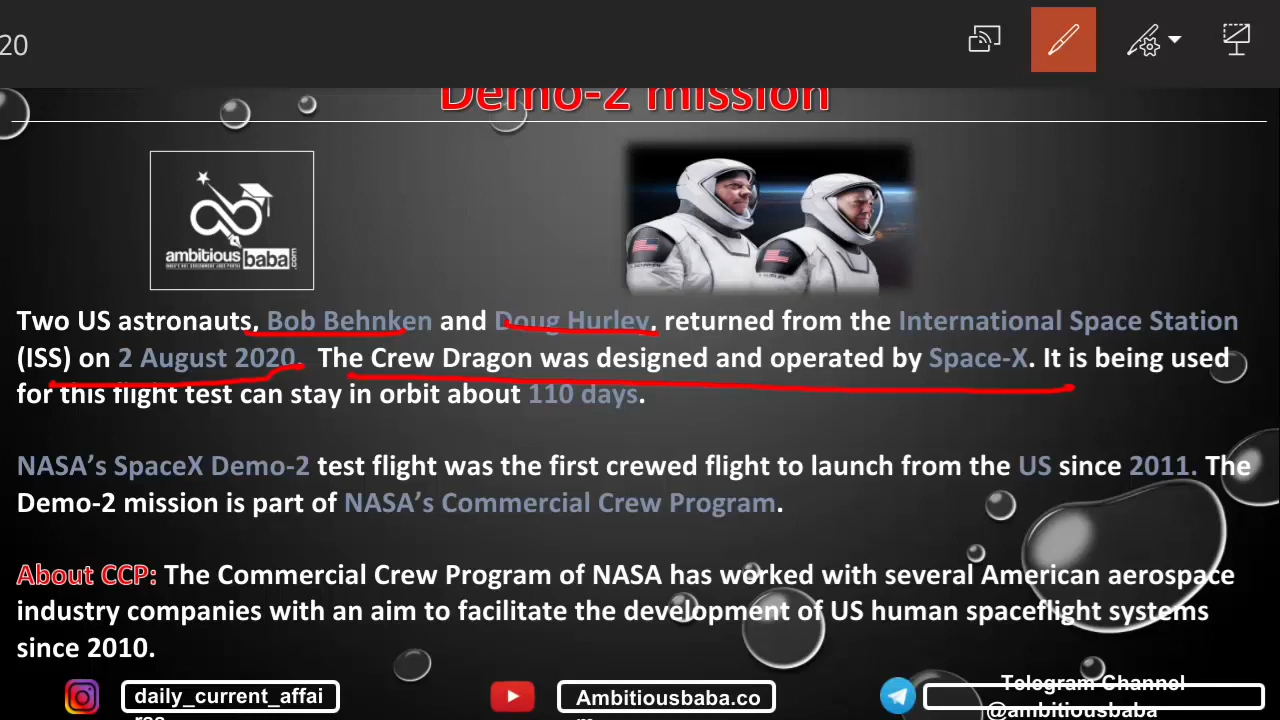 20
Demo-2 mission
ambitiousbaba.com
Two US astronauts, Bob Behnken and Doug Hurley, returned from the International Space Station
(ISS) on 2 August 2020. The Crew Dragon was designed and operated by Space-X. It is being used
for this flight test can stay in orbit about 110 days.
NASA’s SpaceX Demo-2 test flight was the first crewed flight to launch from the US since 2011. The
Demo-2 mission is part of NASA’s Commercial Crew Program.
About CCP: The Commercial Crew Program of NASA has worked with several American aerospace
industry companies with an aim to facilitate the development of US human spaceflight systems
since 2010.
daily_current_affai
Ambitiousbaba.co
Telegram Channel
@ambitiousbaba